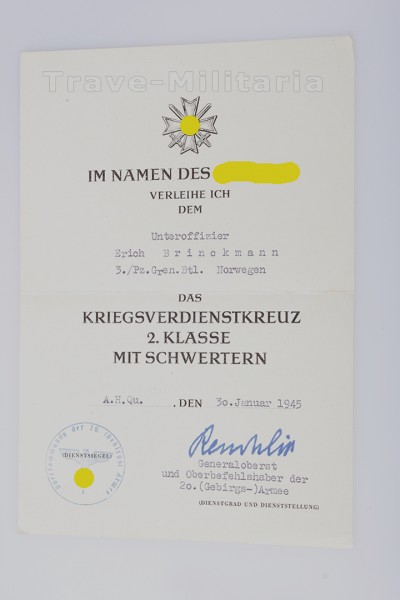 Trave-Militaria
IM NAMEN DES
VERLEIHE ICH
DEM
Unteroffizier
Erich Brinckmann
3./Pz.Gren.Btl. Norwegen
DAS
KRIEGSVERDIENSTKREUZ
2. KLASSE
MIT SCHWERTERN
A.H.Qu. , DEN 30.Januar 1945
(DIENSTSIEGEL)
Generaloberst
und Oberbefehlshaber der
20.(Gebirgs-)Armee
(DIENSTGRAD UND DIENSTSTELLUNG)